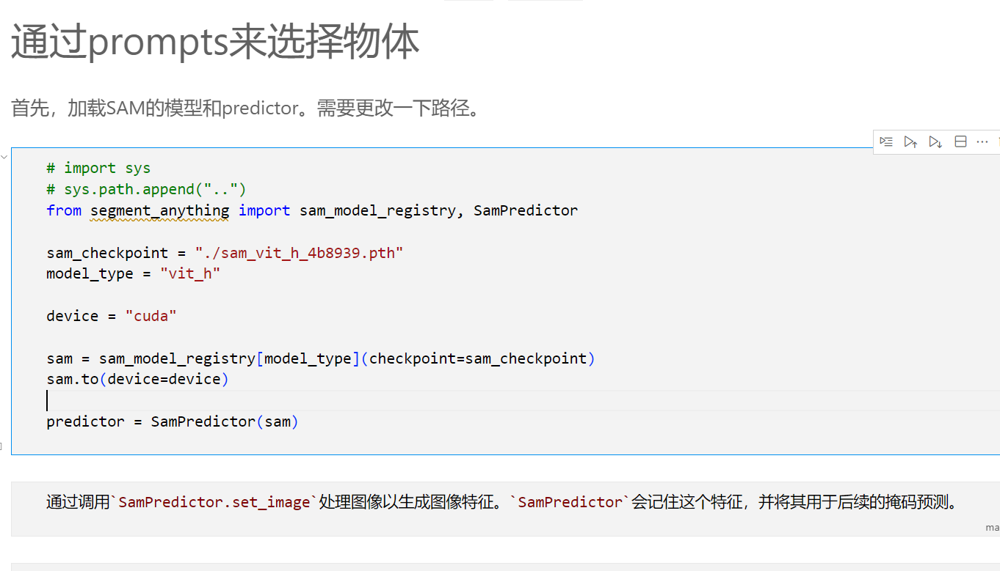 通过prompts来选择物体
首先，加载SAM的模型和predictor。需要更改一下路径。
# import sys
# sys.path.append("..")
from segment_anything import sam_model_registry, SamPredictor
sam_checkpoint = "./sam_vit_h_4b8939.pth"
model_type = "vit_h"
device = "cuda"
sam = sam_model_registry[model_type](checkpoint=sam_checkpoint)
sam.to(device=device)
predictor = SamPredictor(sam)
通过调用`SamPredictor.set_image`处理图像以生成图像特征。`SamPredictor`会记住这个特征，并将其用于后续的掩码预测。